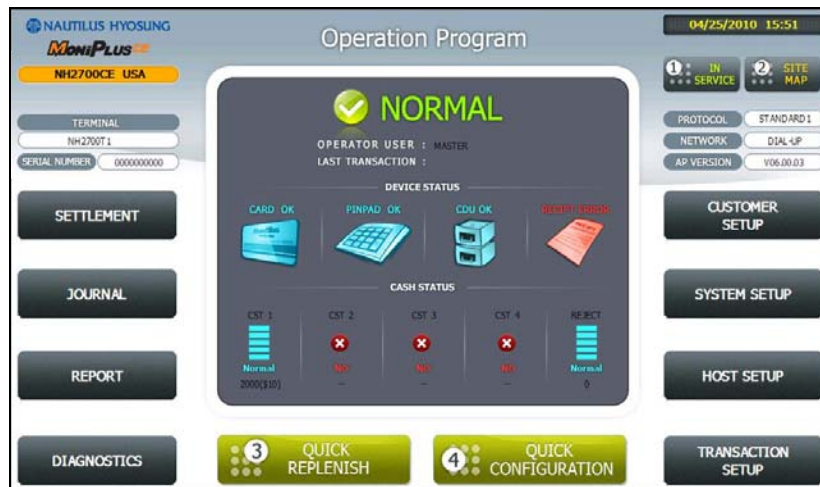 NAUTILUS HYOSUNG
MoniPlus CE
NH2700CE USA
Operation Program
04/25/2010 15:51
1 IN SERVICE
2 SITE MAP
TERMINAL
NH2700T1
SERIAL NUMBER 0000000000
PROTOCOL STANDARD1
NETWORK DIAL-UP
AP VERSION V06.00.03
NORMAL
OPERATOR USER : MASTER
LAST TRANSACTION :
DEVICE STATUS
CARD OK
PINPAD OK
CDU OK
RECEIPT ERROR
CASH STATUS
CST 1
CST 2
CST 3
CST 4
REJECT
Normal
NO
NO
NO
Normal
2000($10)
--
--
--
0
SETTLEMENT
JOURNAL
REPORT
DIAGNOSTICS
CUSTOMER
SETUP
SYSTEM SETUP
HOST SETUP
TRANSACTION
SETUP
3 QUICK
REPLENISH
4 QUICK
CONFIGURATION